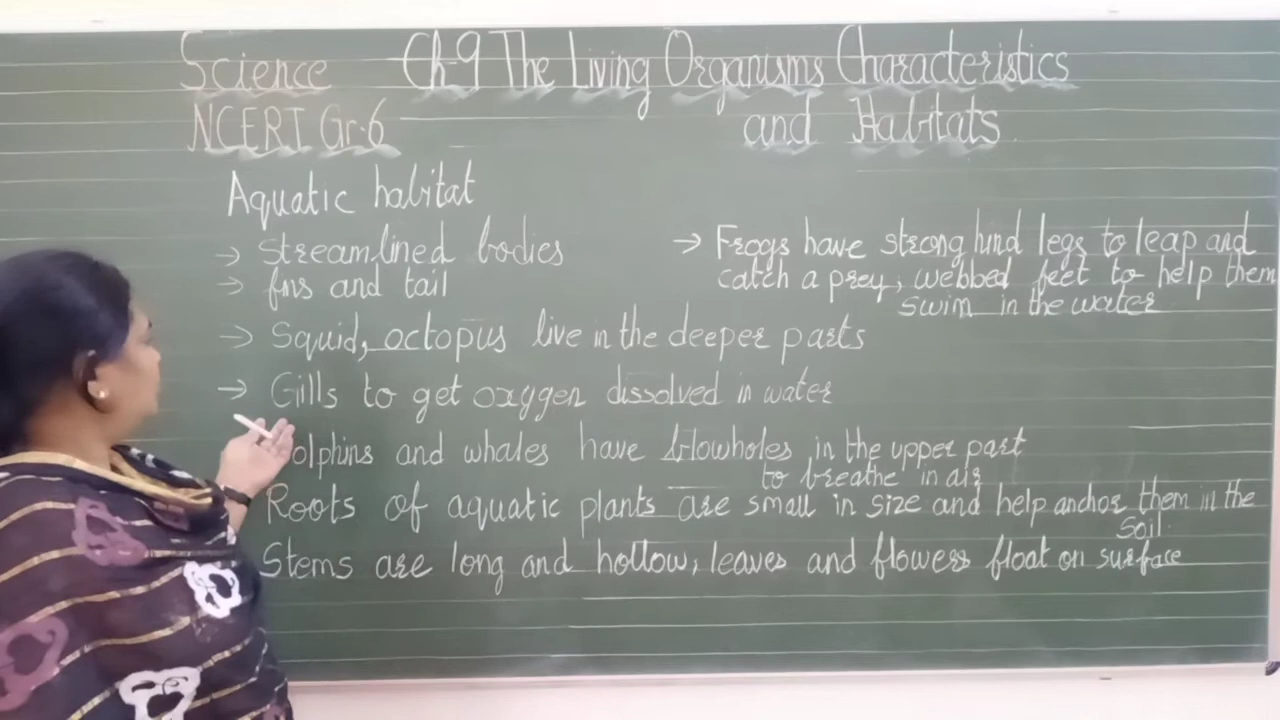 Science Ch-9 The Living Organisms Characteristics
NCERT Gr.6 and Habitats
Aquatic habitat
→ Streamlined bodies
→ fins and tail
→ Frogs have strong hind legs to leap and
catch a prey, webbed feet to help them
swim in the water
→ Squid, octopus live in the deeper parts
→ Gills to get oxygen dissolved in water
olphins and whales have blowholes in the upper part
to breathe in air
Roots of aquatic plants are small in size and help anchor them in the
soil.
Stems are long and hollow, leaves and flowers float on surface